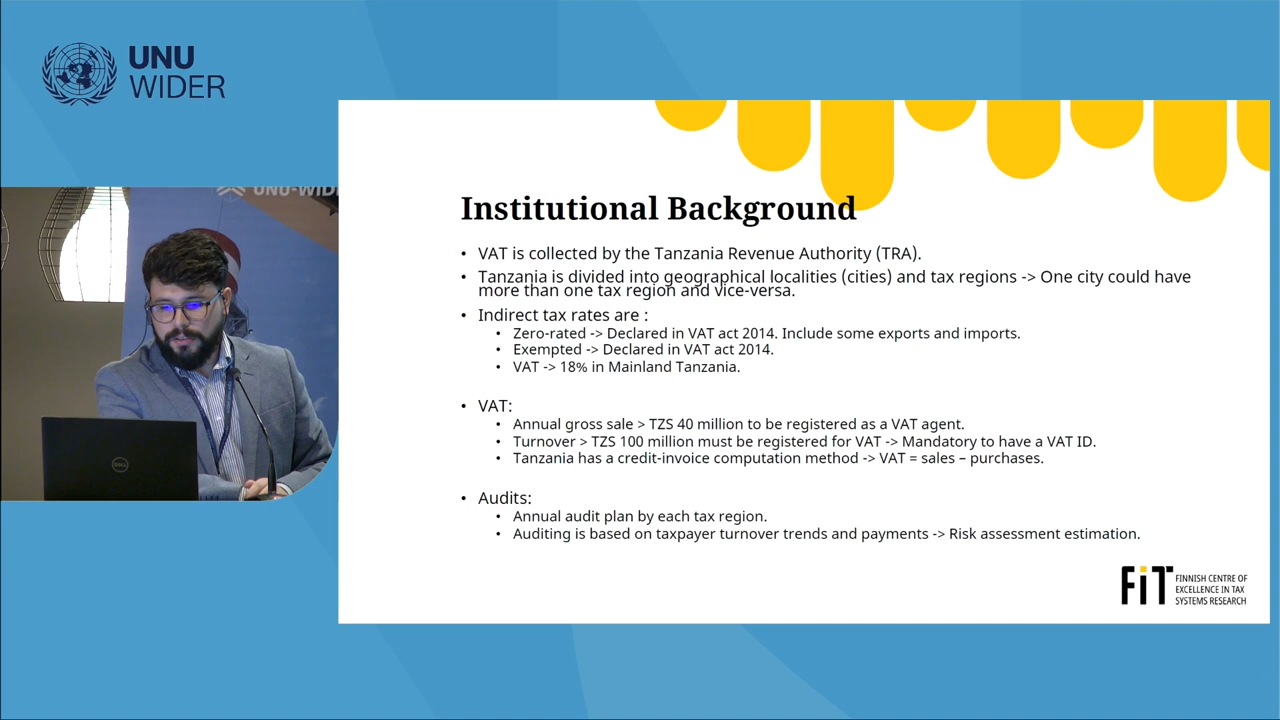 UNU
WIDER
UNU-WID
Institutional Background
• VAT is collected by the Tanzania Revenue Authority (TRA).
• Tanzania is divided into geographical localities (cities) and tax regions -> One city could have
more than one tax region and vice-versa.
• Indirect tax rates are :
• Zero-rated -> Declared in VAT act 2014. Include some exports and imports.
• Exempted -> Declared in VAT act 2014.
• VAT -> 18% in Mainland Tanzania.
• VAT:
• Annual gross sale > TZS 40 million to be registered as a VAT agent.
• Turnover > TZS 100 million must be registered for VAT -> Mandatory to have a VAT ID.
• Tanzania has a credit-invoice computation method -> VAT = sales – purchases.
• Audits:
• Annual audit plan by each tax region.
• Auditing is based on taxpayer turnover trends and payments -> Risk assessment estimation.
DELL
FiT
FINNISH CENTRE OF
EXCELLENCE IN TAX
SYSTEMS RESEARCH